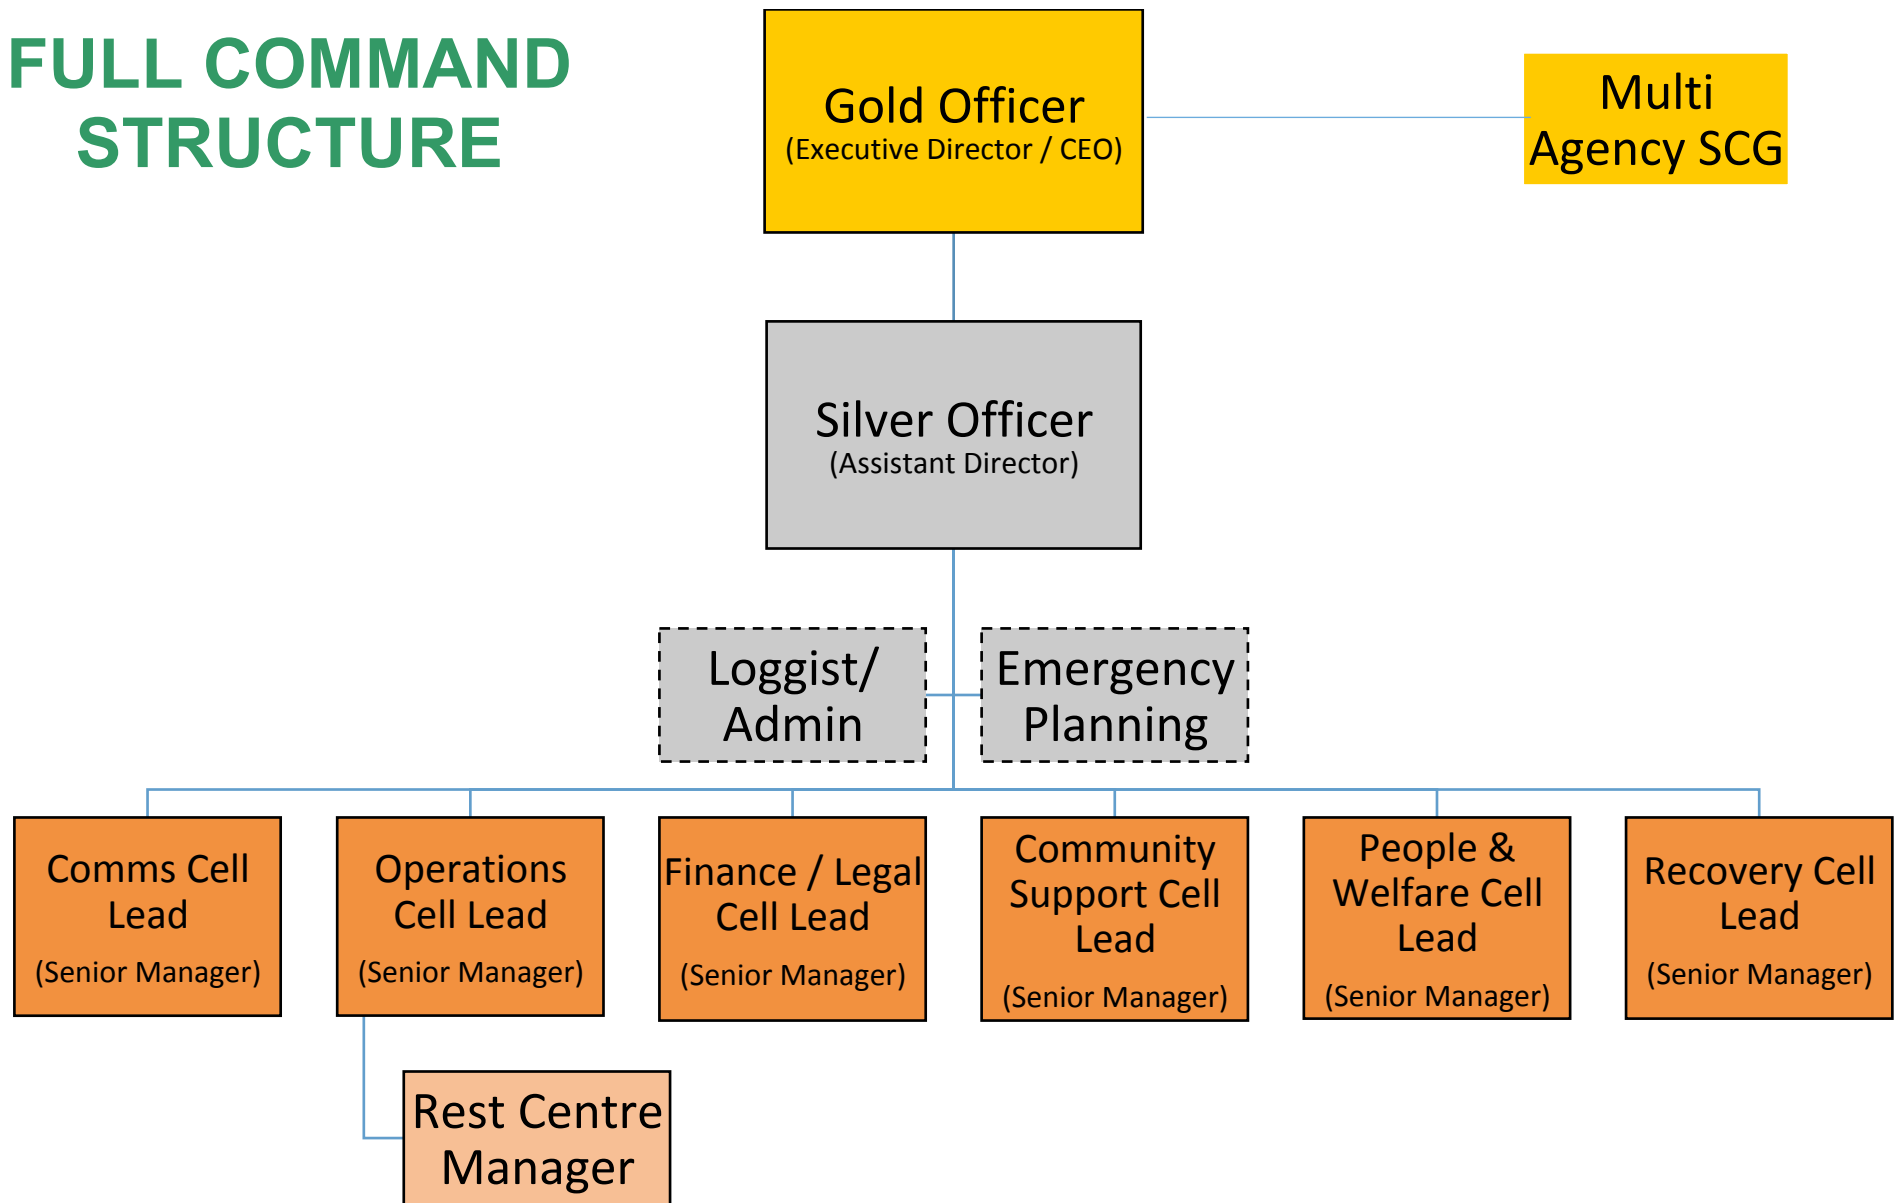 FULL COMMAND
STRUCTURE
Gold Officer
(Executive Director / CEO)
Multi
Agency SCG
Silver Officer
(Assistant Director)
Loggist/
Admin
Emergency
Planning
Comms Cell
Lead
(Senior Manager)
Operations
Cell Lead
(Senior Manager)
Finance / Legal
Cell Lead
(Senior Manager)
Community
Support Cell
Lead
(Senior Manager)
People &
Welfare Cell
Lead
(Senior Manager)
Recovery Cell
Lead
(Senior Manager)
Rest Centre
Manager